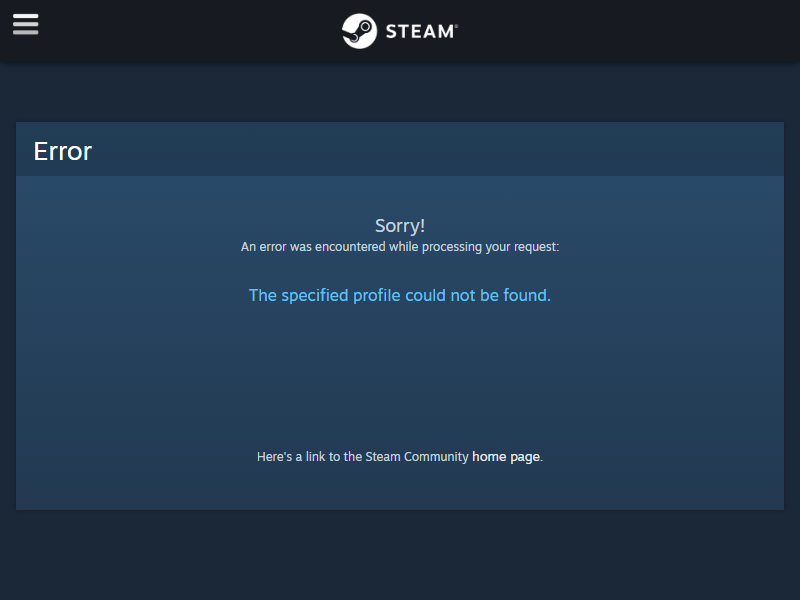 STEAM
Error
Sorry!
An error was encountered while processing your request:
The specified profile could not be found.
Here's a link to the Steam Community home page.